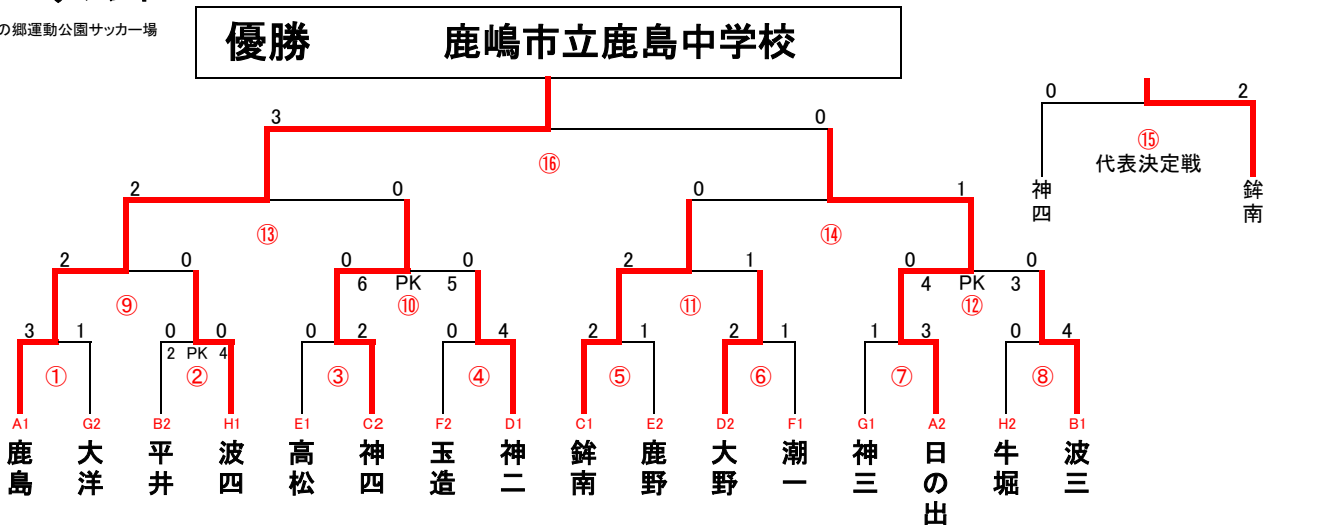 の郷運動公園サッカー場
優勝 鹿嶋市立鹿島中学校
3 0
⑯
0 2
⑮
代表決定戦
神四 鉾南
2 0 0 1
⑬ ⑭
2 0 0 0 2 1 0 0
6 PK 5 4 PK 3
⑨ ⑩ ⑪ ⑫
3 1 0 0 0 2 0 4 2 1 2 1 1 3 0 4
2 PK 4
① ② ③ ④ ⑤ ⑥ ⑦ ⑧
A1 G2 B2 H1 E1 C2 F2 D1 C1 E2 D2 F1 G1 A2 H2 B1
鹿島 大洋 平井 波四 高松 神四 玉造 神二 鉾南 鹿野 大野 潮一 神三 日の出 牛堀 波三